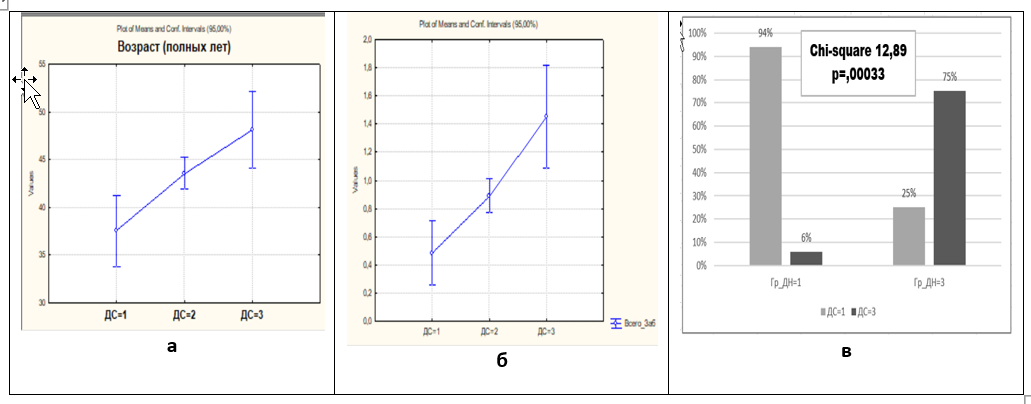 Plot of Means and Conf. Intervals (95,00%)
Возраст (полных лет)
Values
55
50
45
40
35
30
ДС=1 ДС=2 ДС=3
а
Plot of Means and Conf. Intervals (95,00%)
Values
2,0
1,8
1,6
1,4
1,2
1,0
0,8
0,6
0,4
0,2
0,0
ДС=1 ДС=2 ДС=3
Всего_Заб
б
Chi-square 12,89
p=,00033
100%
90%
80%
70%
60%
50%
40%
30%
20%
10%
0%
94%
6%
25%
75%
Гр_ДН=1 Гр_ДН=3
ДС=1 ДС=3
в